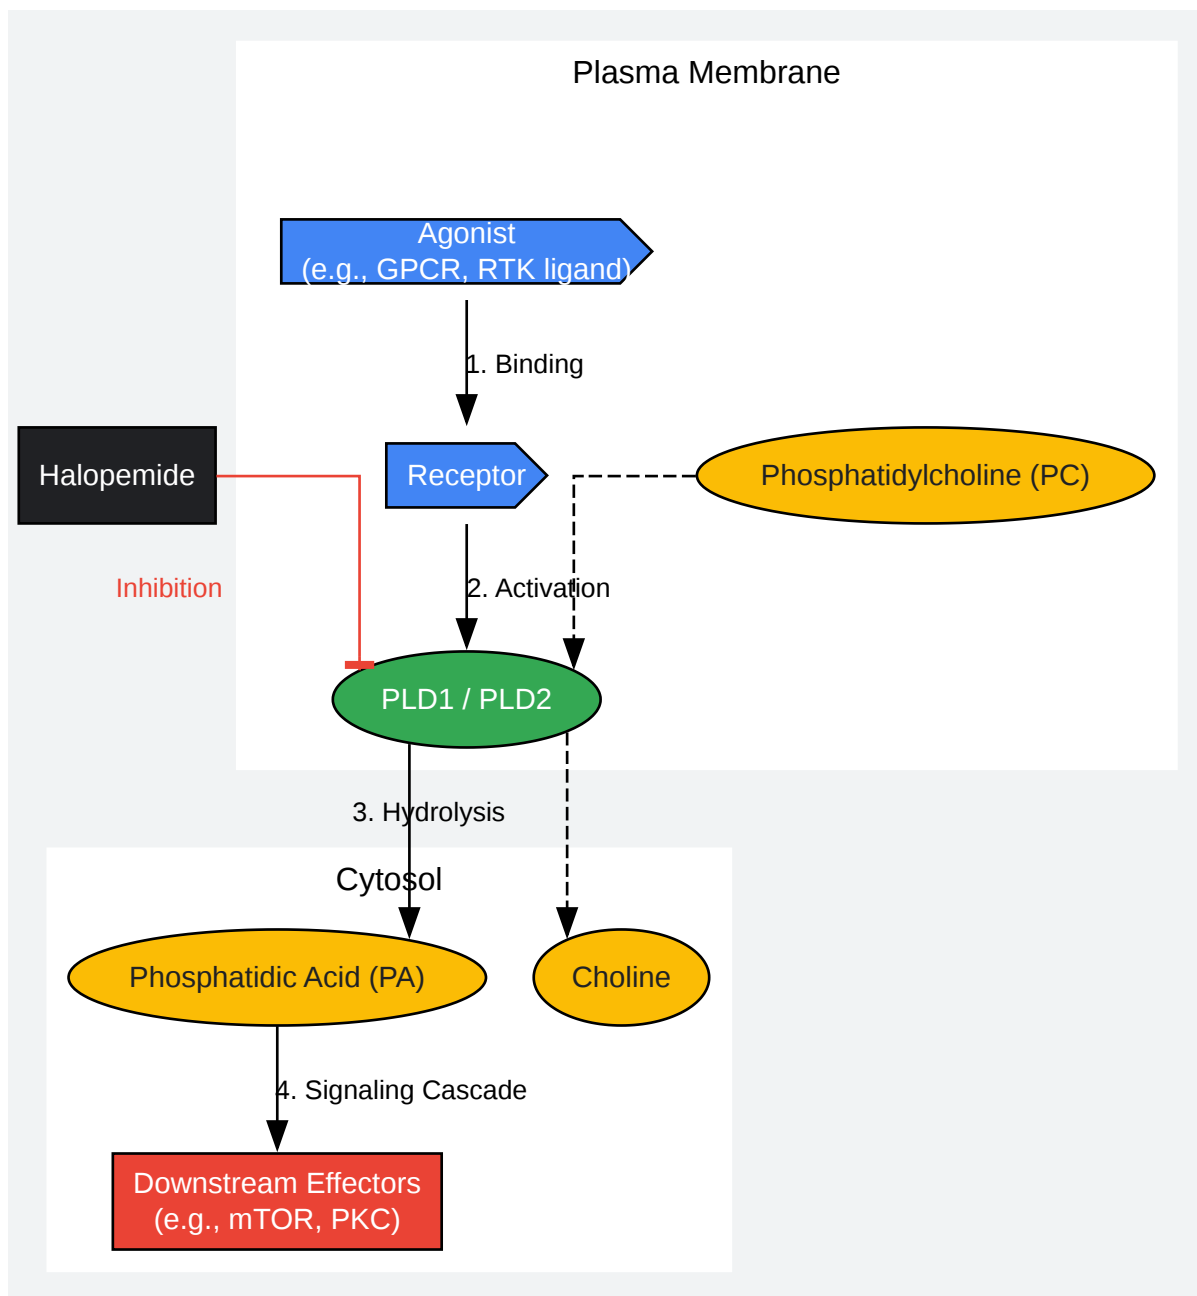 Plasma Membrane
Agonist
(e.g., GPCR, RTK ligand)
1. Binding
Halopemide
Receptor
Phosphatidylcholine (PC)
Inhibition
2. Activation
PLD1 / PLD2
3. Hydrolysis
Cytosol
Phosphatidic Acid (PA)
Choline
4. Signaling Cascade
Downstream Effectors
(e.g., mTOR, PKC)